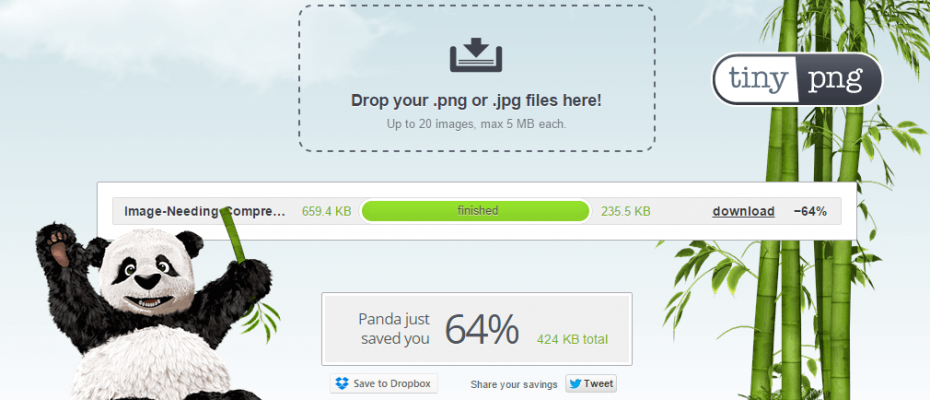 tiny png
Drop your .png or .jpg files here!
Up to 20 images, max 5 MB each.
Image-Needing-Compre... 659.4 KB finished 235.5 KB download −64%
Panda just
saved you
64%
424 KB total
Save to Dropbox
Share your savings
Tweet